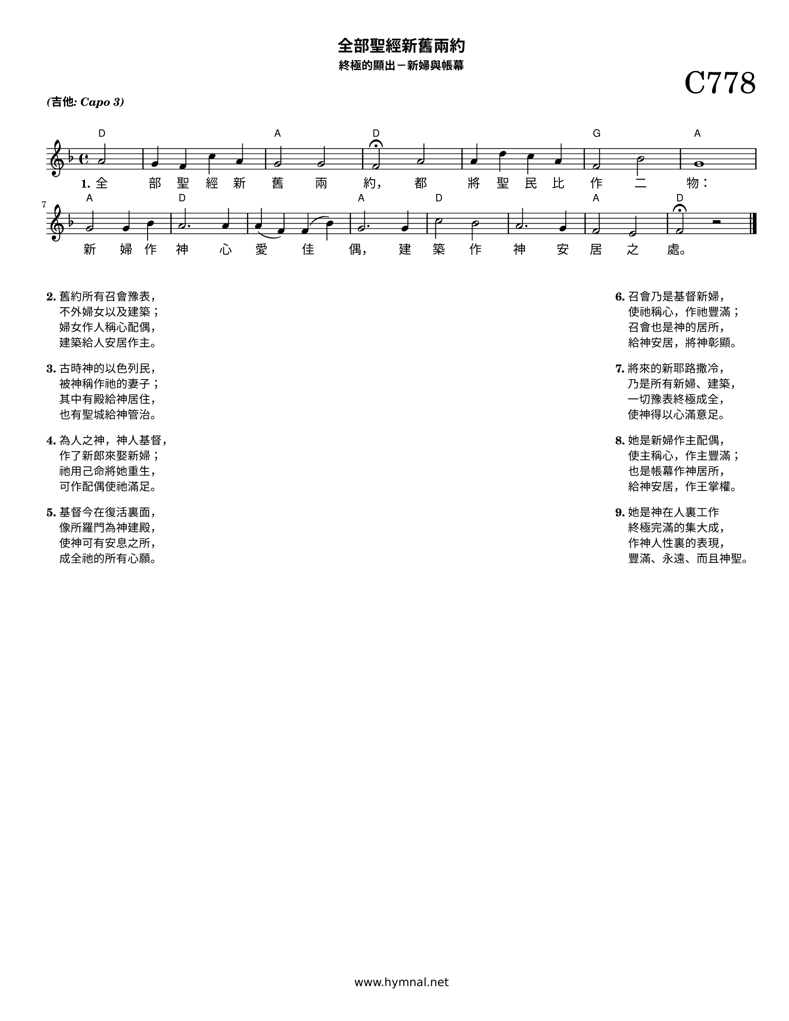 全部聖經新舊兩約
終極的顯出－新婦與帳幕
C778
(吉他: Capo 3)
D A D G A
1. 全 部 聖 經 新 舊 兩 約， 都 將 聖 民 比 作 二 物：
7
A D A D A D
新 婦 作 神 心 愛 佳 偶， 建 築 作 神 安 居 之 處。
2. 舊約所有召會豫表，
不外婦女以及建築；
婦女作人稱心配偶，
建築給人安居作主。
3. 古時神的以色列民，
被神稱作祂的妻子；
其中有殿給神居住，
也有聖城給神管治。
4. 為人之神，神人基督，
作了新郎來娶新婦；
祂用己命將她重生，
可作配偶使祂滿足。
5. 基督今在復活裏面，
像所羅門為神建殿，
使神可有安息之所，
成全祂的所有心願。
6. 召會乃是基督新婦，
使祂稱心，作祂豐滿；
召會也是神的居所，
給神安居，將神彰顯。
7. 將來的新耶路撒冷，
乃是所有新婦、建築，
一切豫表終極成全，
使神得以心滿意足。
8. 她是新婦作主配偶，
使主稱心，作主豐滿；
也是帳幕作神居所，
給神安居，作王掌權。
9. 她是神在人裏工作
終極完滿的集大成，
作神人性裏的表現，
豐滿、永遠、而且神聖。
www.hymnal.net